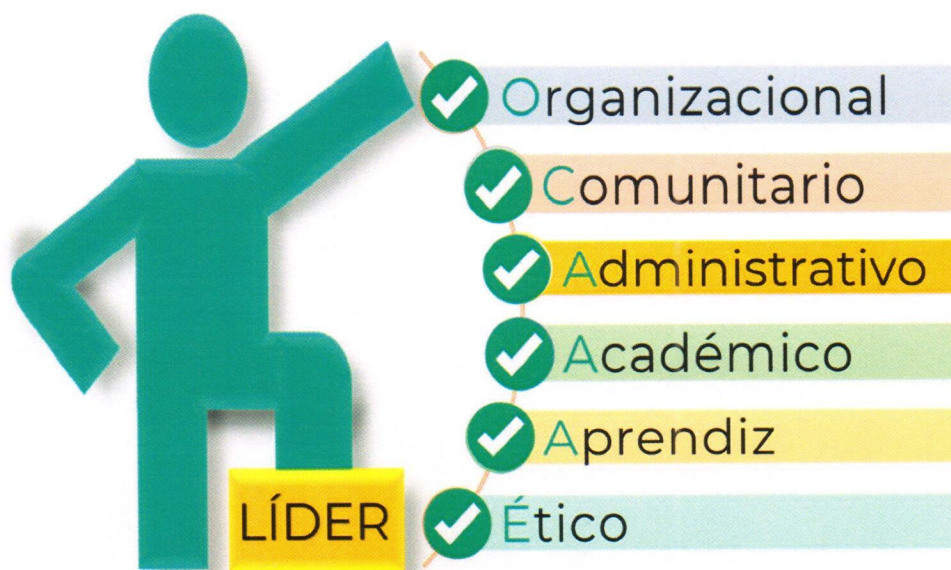 Organizacional
Comunitario
Administrativo
Académico
Aprendiz
LÍDER
Ético